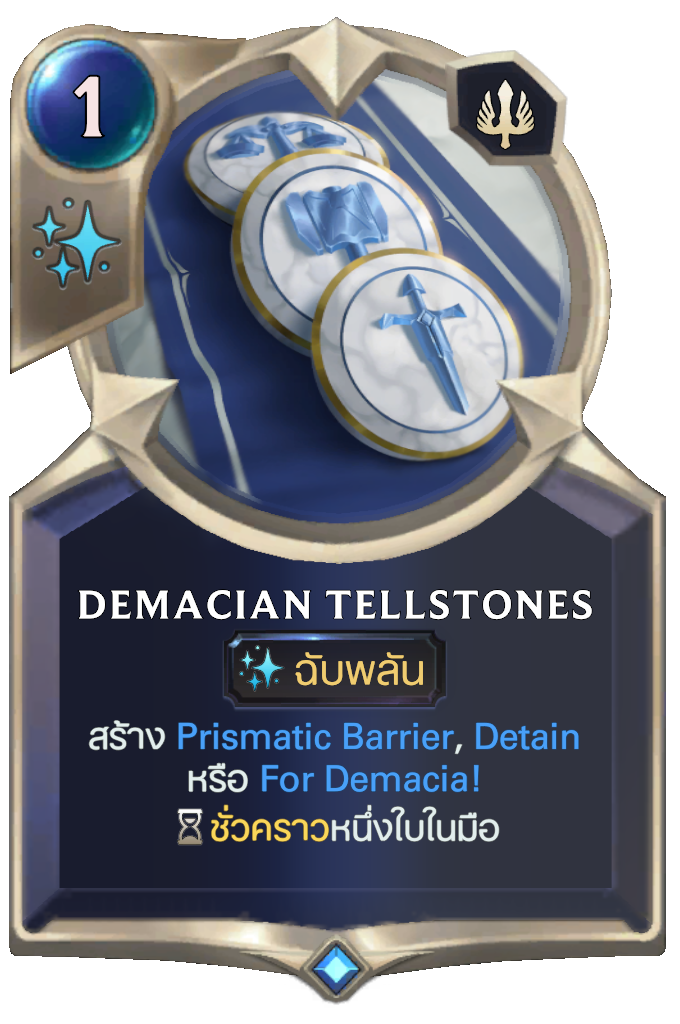 1
DEMACIAN TELLSTONES
ฉับพลัน
สร้าง Prismatic Barrier, Detain
หรือ For Demacia!
ชั่วคราวหนึ่งใบในมือ